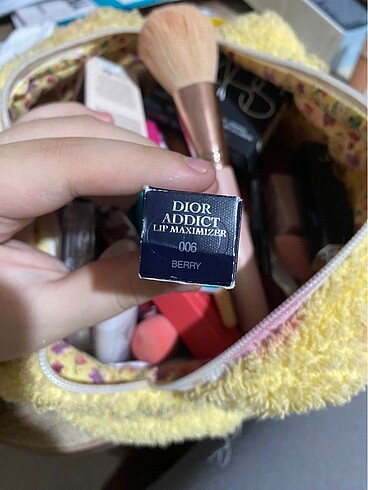 DIOR
ADDICT
LIP MAXIMIZER
006
BERRY